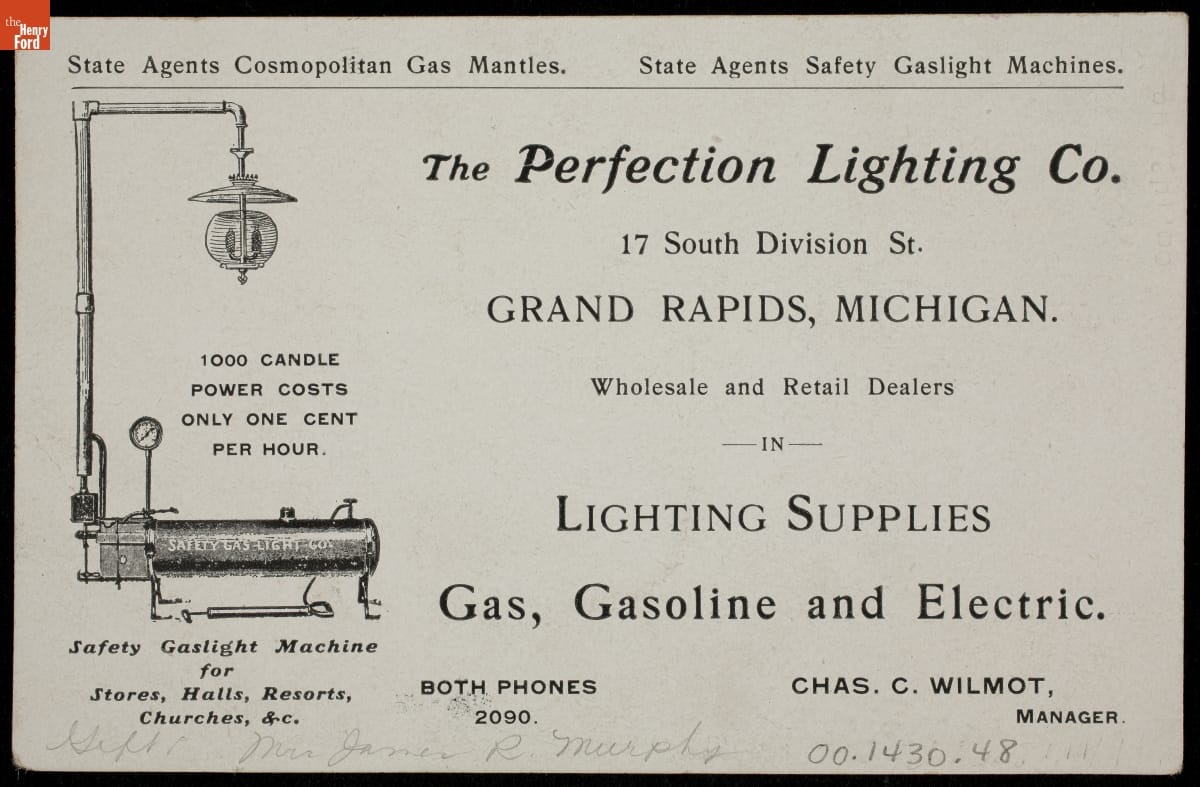 the
Henry
Ford
State Agents Cosmopolitan Gas Mantles. State Agents Safety Gaslight Machines.
The Perfection Lighting Co.
17 South Division St.
GRAND RAPIDS, MICHIGAN.
Wholesale and Retail Dealers
IN
LIGHTING SUPPLIES
Gas, Gasoline and Electric.
BOTH PHONES
2090.
CHAS. C. WILMOT,
MANAGER.
1000 CANDLE
POWER COSTS
ONLY ONE CENT
PER HOUR.
SAFETY GAS-LIGHT-CO.
Safety Gaslight Machine
for
Stores, Halls, Resorts,
Churches, &c.
Gift Mrs James R. Murphy 00.1430.48